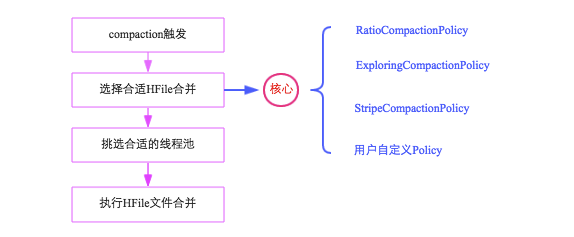 compaction触发
选择合适HFile合并
挑选合适的线程池
执行HFile文件合并
核心
RatioCompactionPolicy
ExploringCompactionPolicy
StripeCompactionPolicy
用户自定义Policy